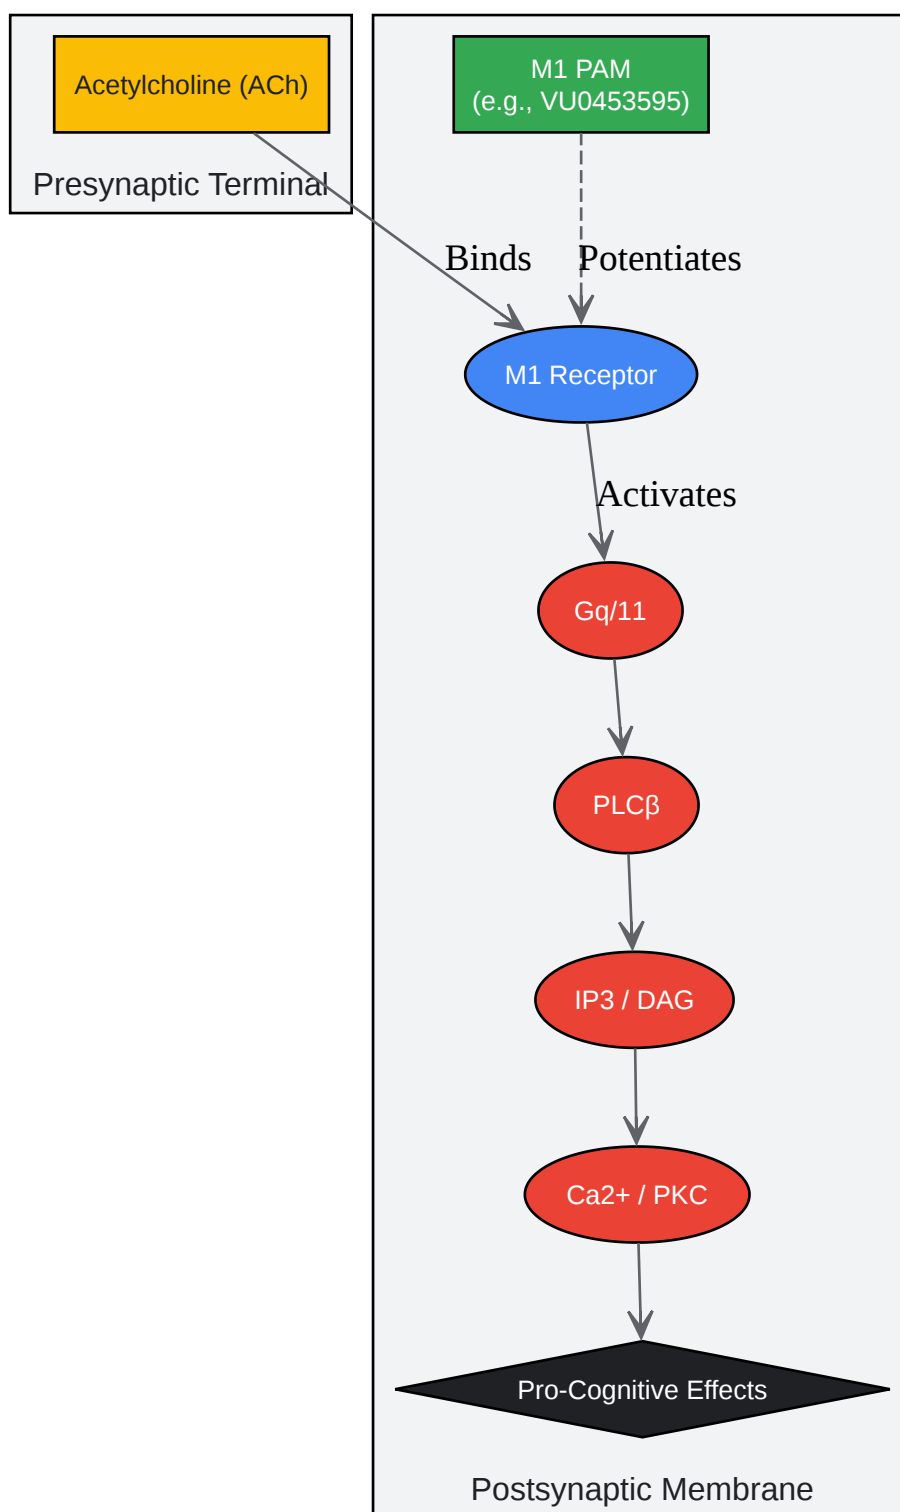 Acetylcholine (ACh)
Presynaptic Terminal
M1 PAM
(e.g., VU0453595)
Binds
Potentiates
M1 Receptor
Activates
Gq/11
PLCβ
IP3 / DAG
Ca2+ / PKC
Pro-Cognitive Effects
Postsynaptic Membrane